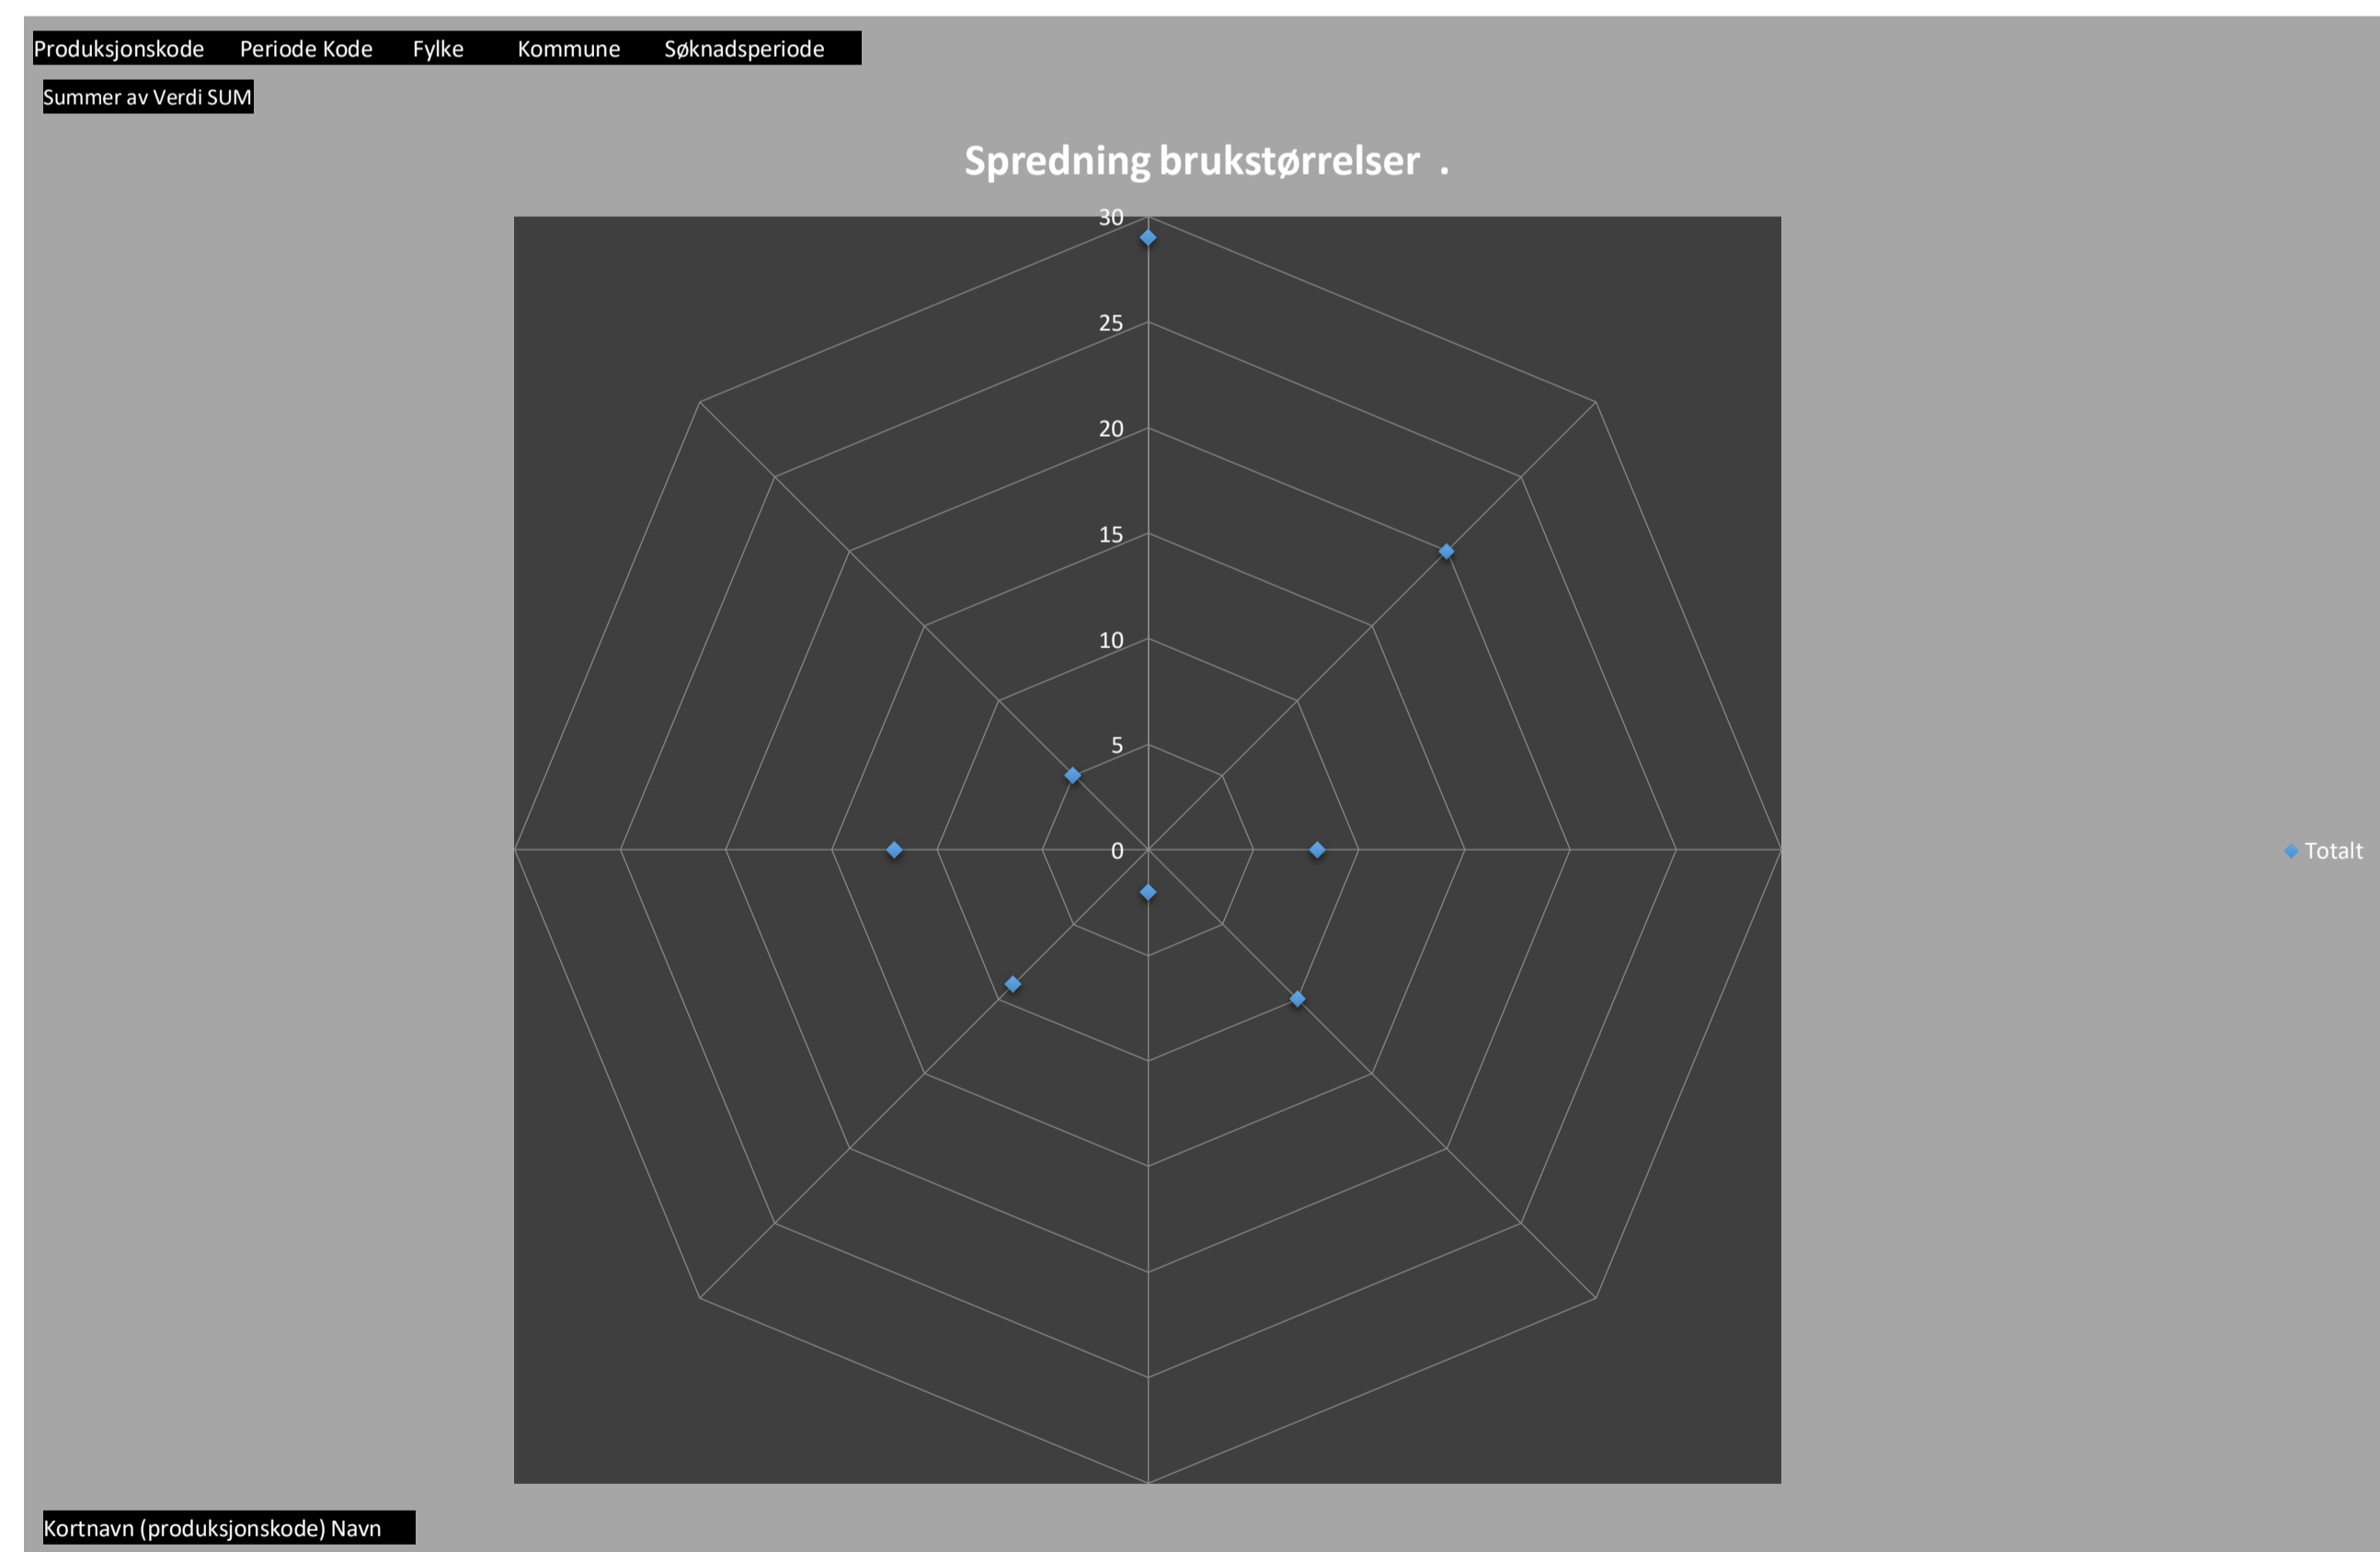 Produksjonskode Periode Kode Fylke Kommune Søknadsperiode
Summer av Verdi SUM
Spredning brukstørrelser .
30
25
20
15
10
5
0
Totalt
Kortnavn (produksjonskode) Navn